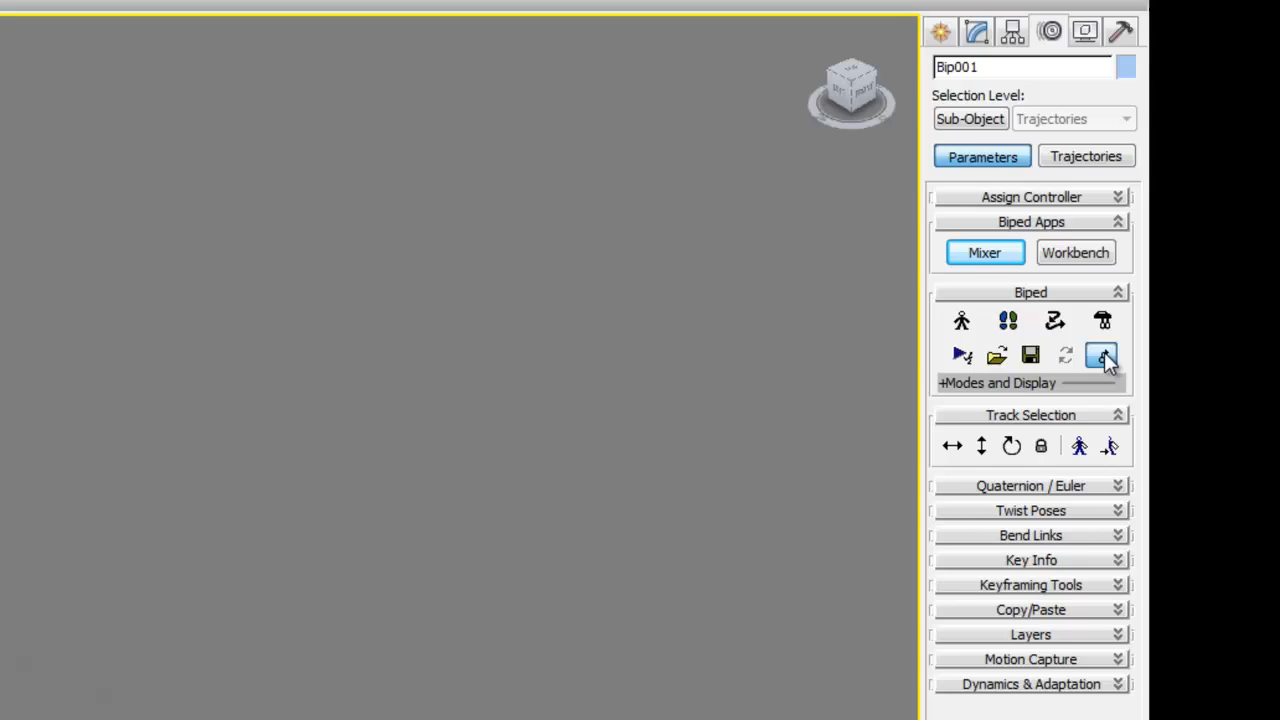 Bip001
Selection Level:
Sub-Object Trajectories
Parameters Trajectories
Assign Controller
Biped Apps
Mixer Workbench
Biped
+Modes and Display
Track Selection
Quaternion / Euler
Twist Poses
Bend Links
Key Info
Keyframing Tools
Copy/Paste
Layers
Motion Capture
Dynamics & Adaptation